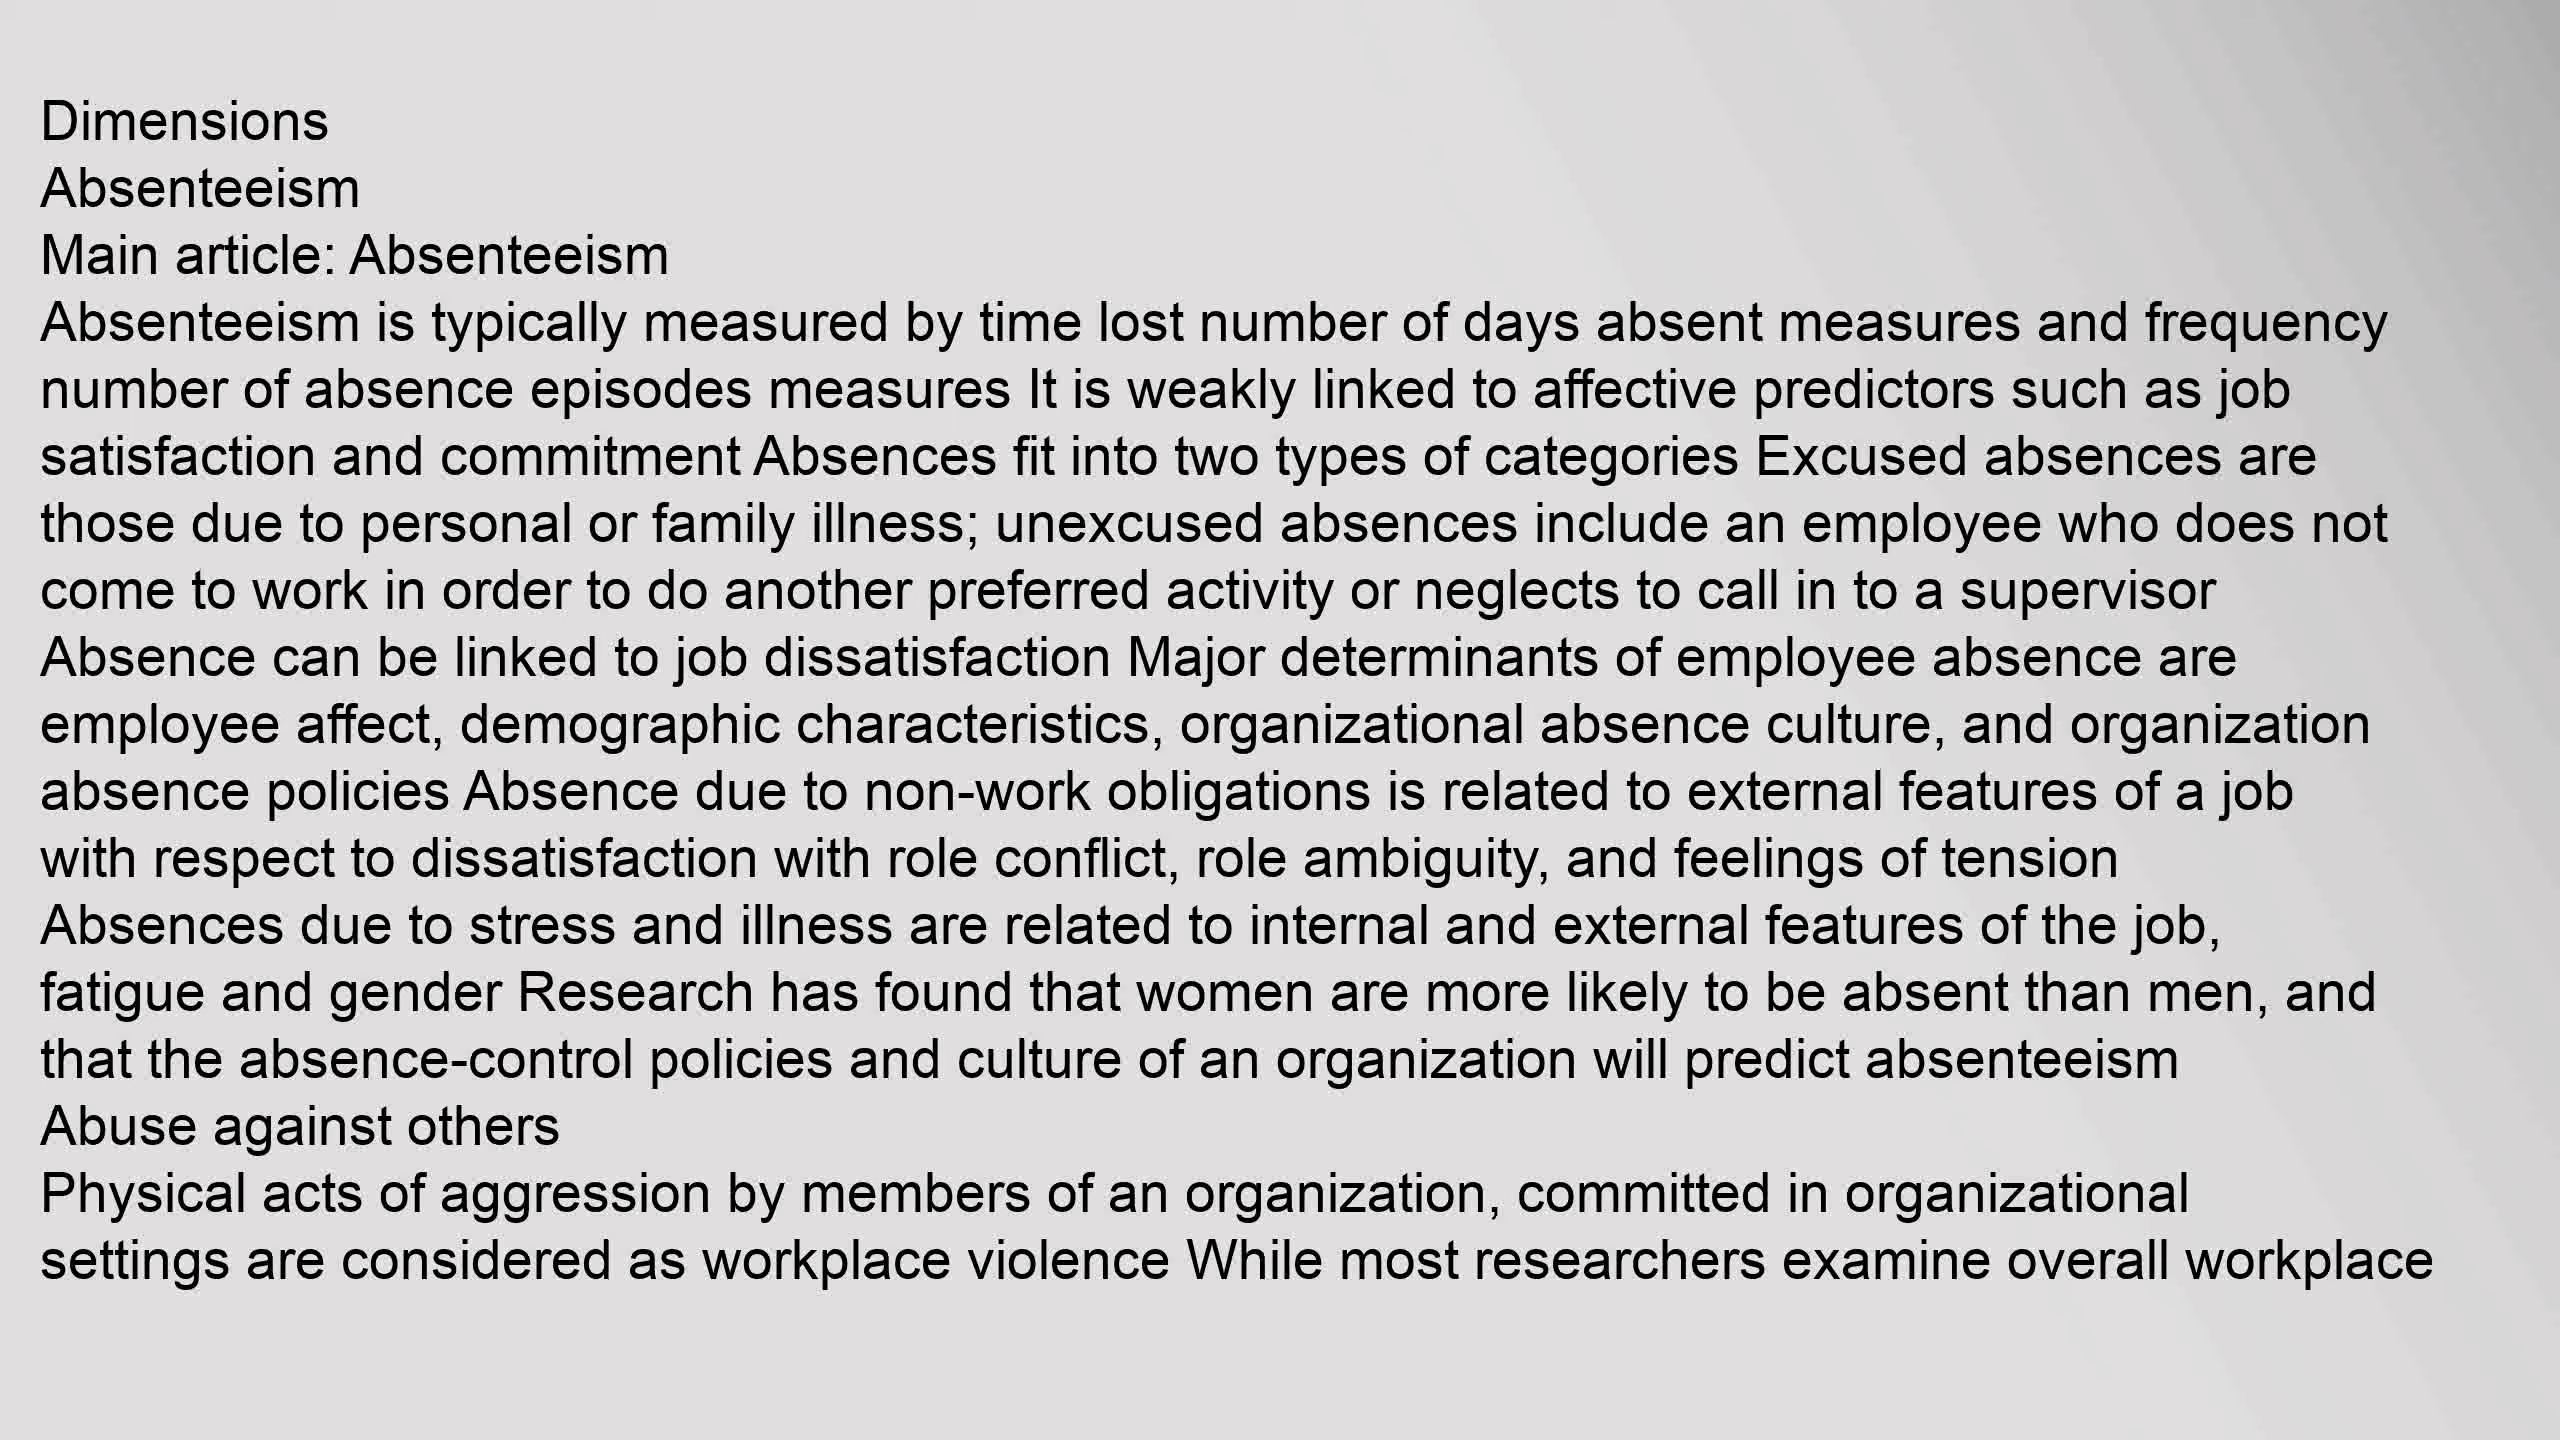 Dimensions
Absenteeism
Main article: Absenteeism
Absenteeism is typically measured by time lost number of days absent measures and frequency
number of absence episodes measures It is weakly linked to affective predictors such as job
satisfaction and commitment Absences fit into two types of categories Excused absences are
those due to personal or family illness; unexcused absences include an employee who does not
come to work in order to do another preferred activity or neglects to call in to a supervisor
Absence can be linked to job dissatisfaction Major determinants of employee absence are
employee affect, demographic characteristics, organizational absence culture, and organization
absence policies Absence due to non-work obligations is related to external features of a job
with respect to dissatisfaction with role conflict, role ambiguity, and feelings of tension
Absences due to stress and illness are related to internal and external features of the job,
fatigue and gender Research has found that women are more likely to be absent than men, and
that the absence-control policies and culture of an organization will predict absenteeism
Abuse against others
Physical acts of aggression by members of an organization, committed in organizational
settings are considered as workplace violence While most researchers examine overall workplace